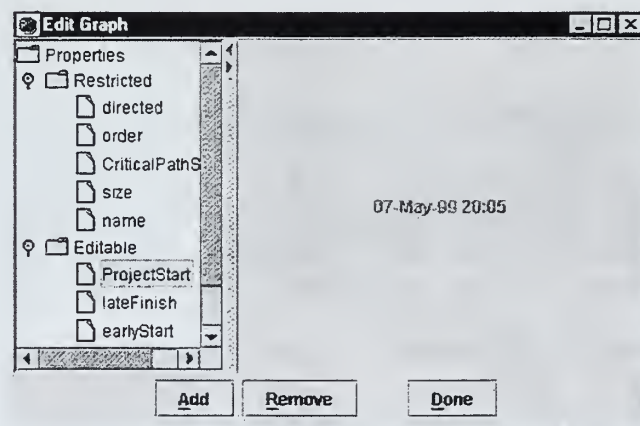 Edit Graph
Properties
Restricted
directed
order
CriticalPathS
size
name
Editable
ProjectStart
lateFinish
earlyStart
07-May-99 20:05
Add
Remove
Done